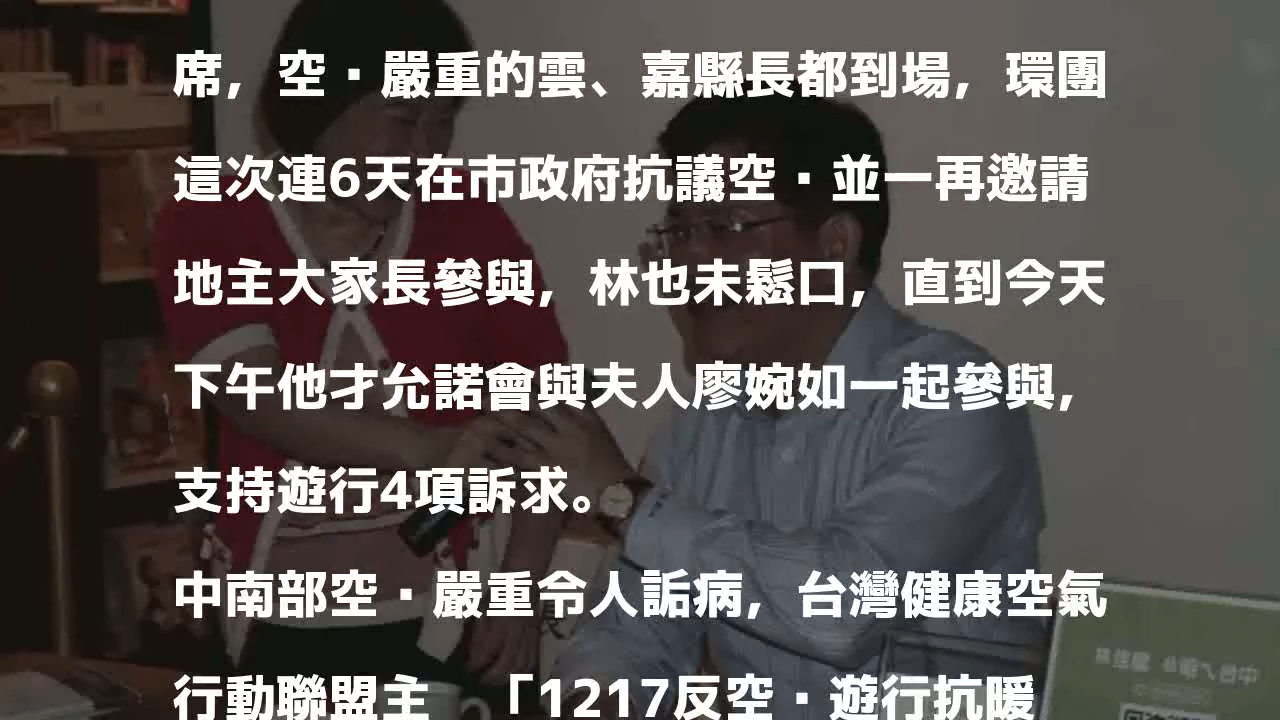 席，空▪嚴重的雲、嘉縣長都到場，環團
這次連6天在市政府抗議空▪並一再邀請
地主大家長參與，林也未鬆口，直到今天
下午他才允諾會與夫人廖婉如一起參與，
支持遊行4項訴求。
中南部空▪嚴重令人詬病，台灣健康空氣
行動聯盟主　「1217反空▪遊行抗暖